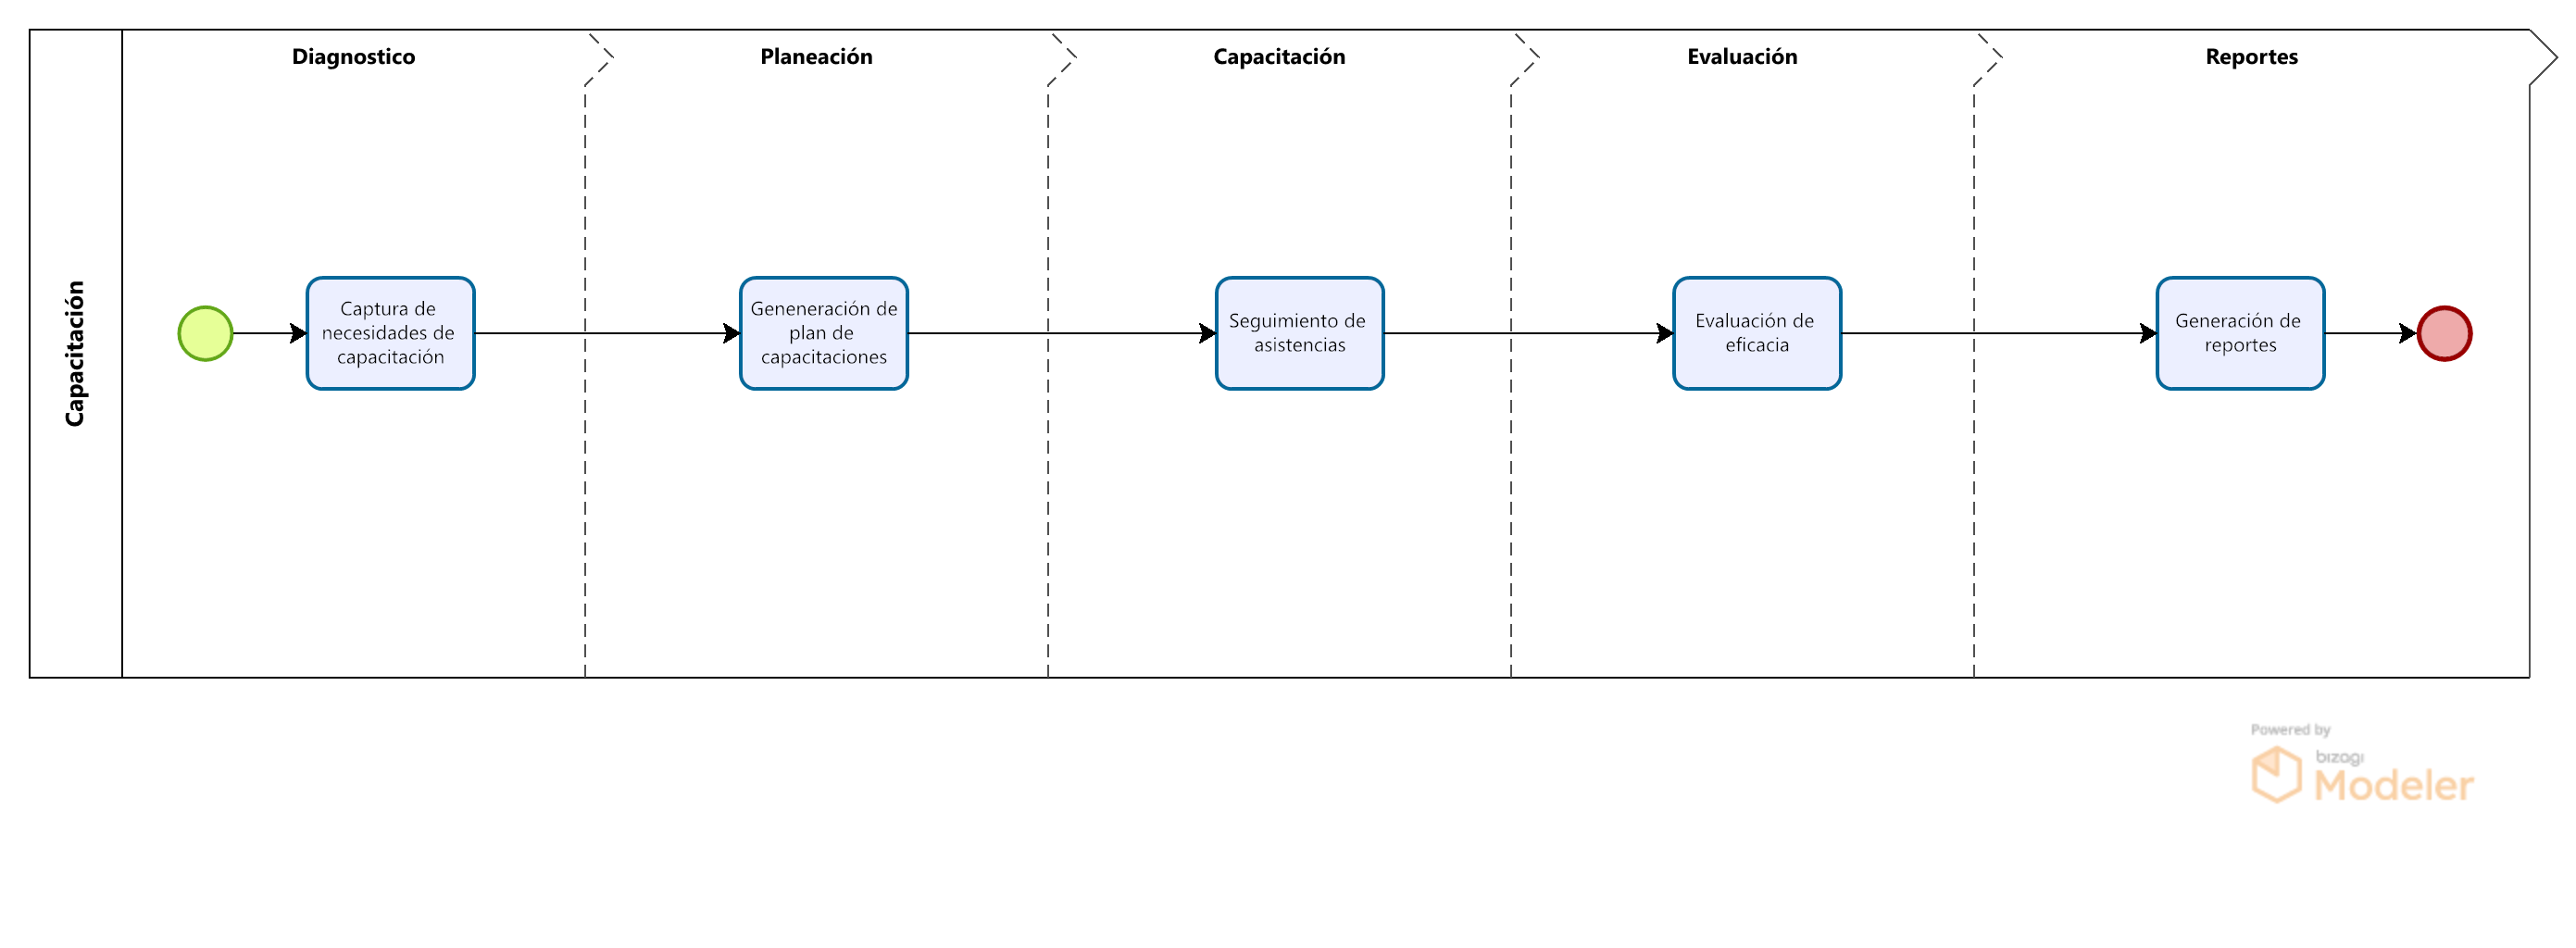 Diagnostico
Planeación
Capacitación
Evaluación
Reportes
Capacitación
Captura de
necesidades de
capacitación
Geneneración de
plan de
capacitaciones
Seguimiento de
asistencias
Evaluación de
eficacia
Generación de
reportes
Powered by
bizagi
Modeler